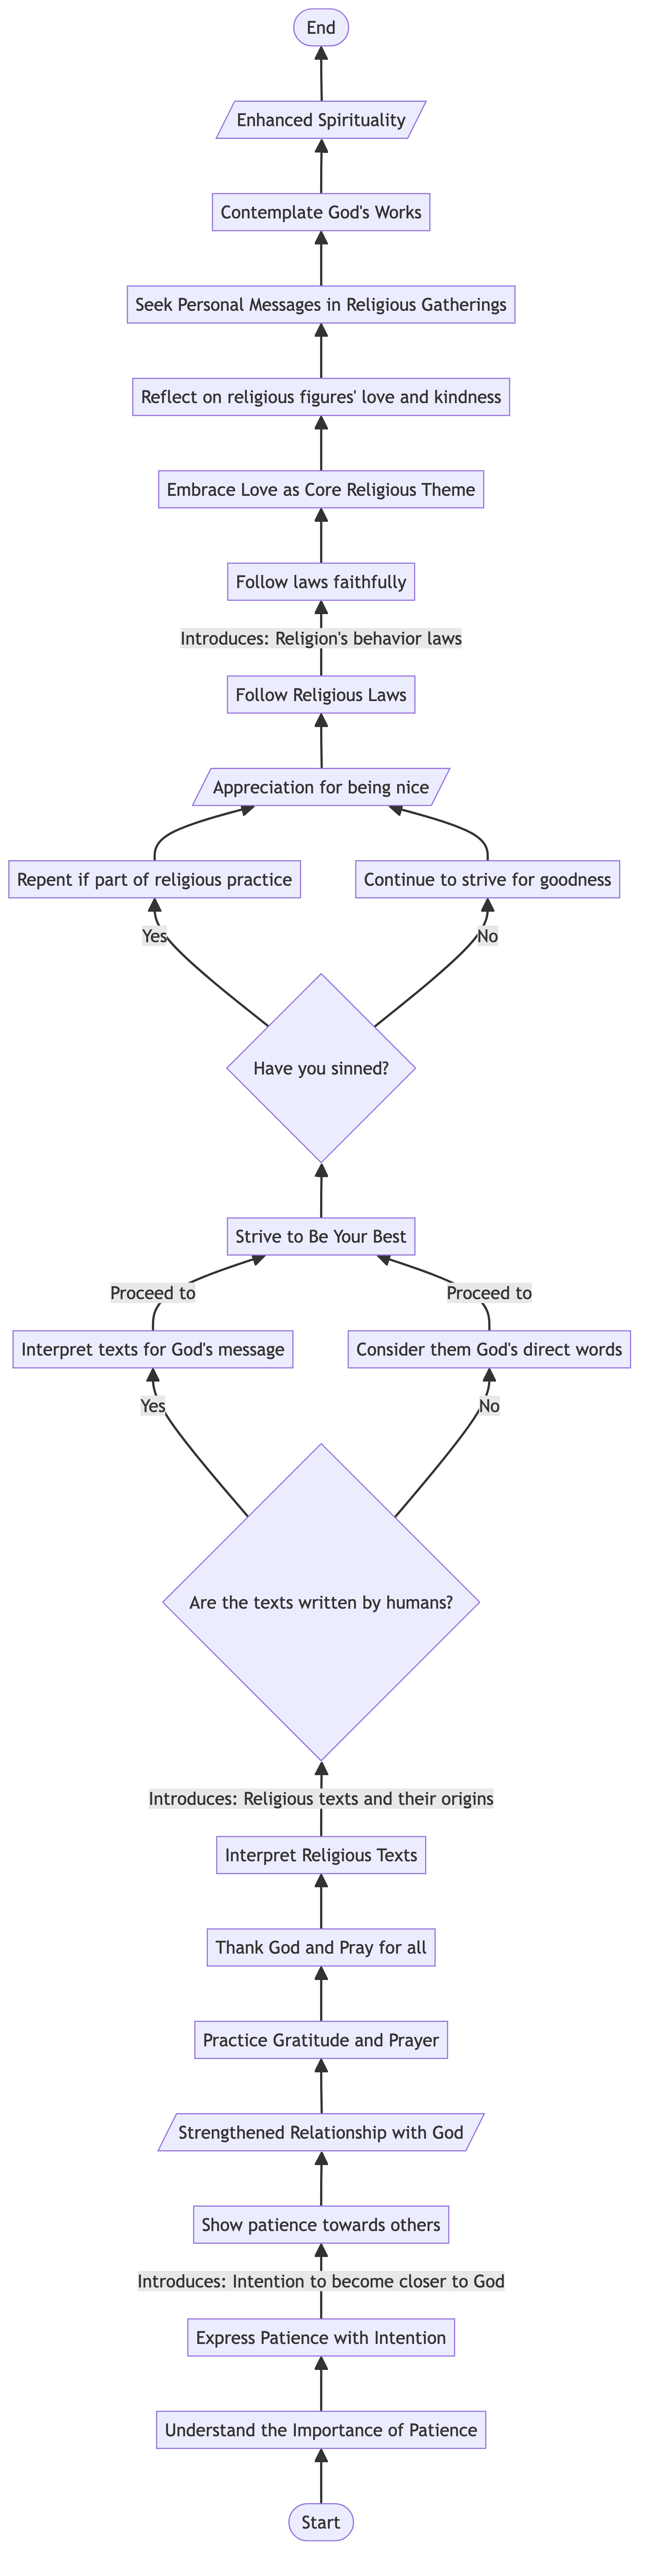 End
Enhanced Spirituality
Contemplate God's Works
Seek Personal Messages in Religious Gatherings
Reflect on religious figures' love and kindness
Embrace Love as Core Religious Theme
Follow laws faithfully
Introduces: Religion's behavior laws
Follow Religious Laws
Appreciation for being nice
Repent if part of religious practice
Continue to strive for goodness
Yes
No
Have you sinned?
Strive to Be Your Best
Proceed to
Proceed to
Interpret texts for God's message
Consider them God's direct words
Yes
No
Are the texts written by humans?
Introduces: Religious texts and their origins
Interpret Religious Texts
Thank God and Pray for all
Practice Gratitude and Prayer
Strengthened Relationship with God
Show patience towards others
Introduces: Intention to become closer to God
Express Patience with Intention
Understand the Importance of Patience
Start